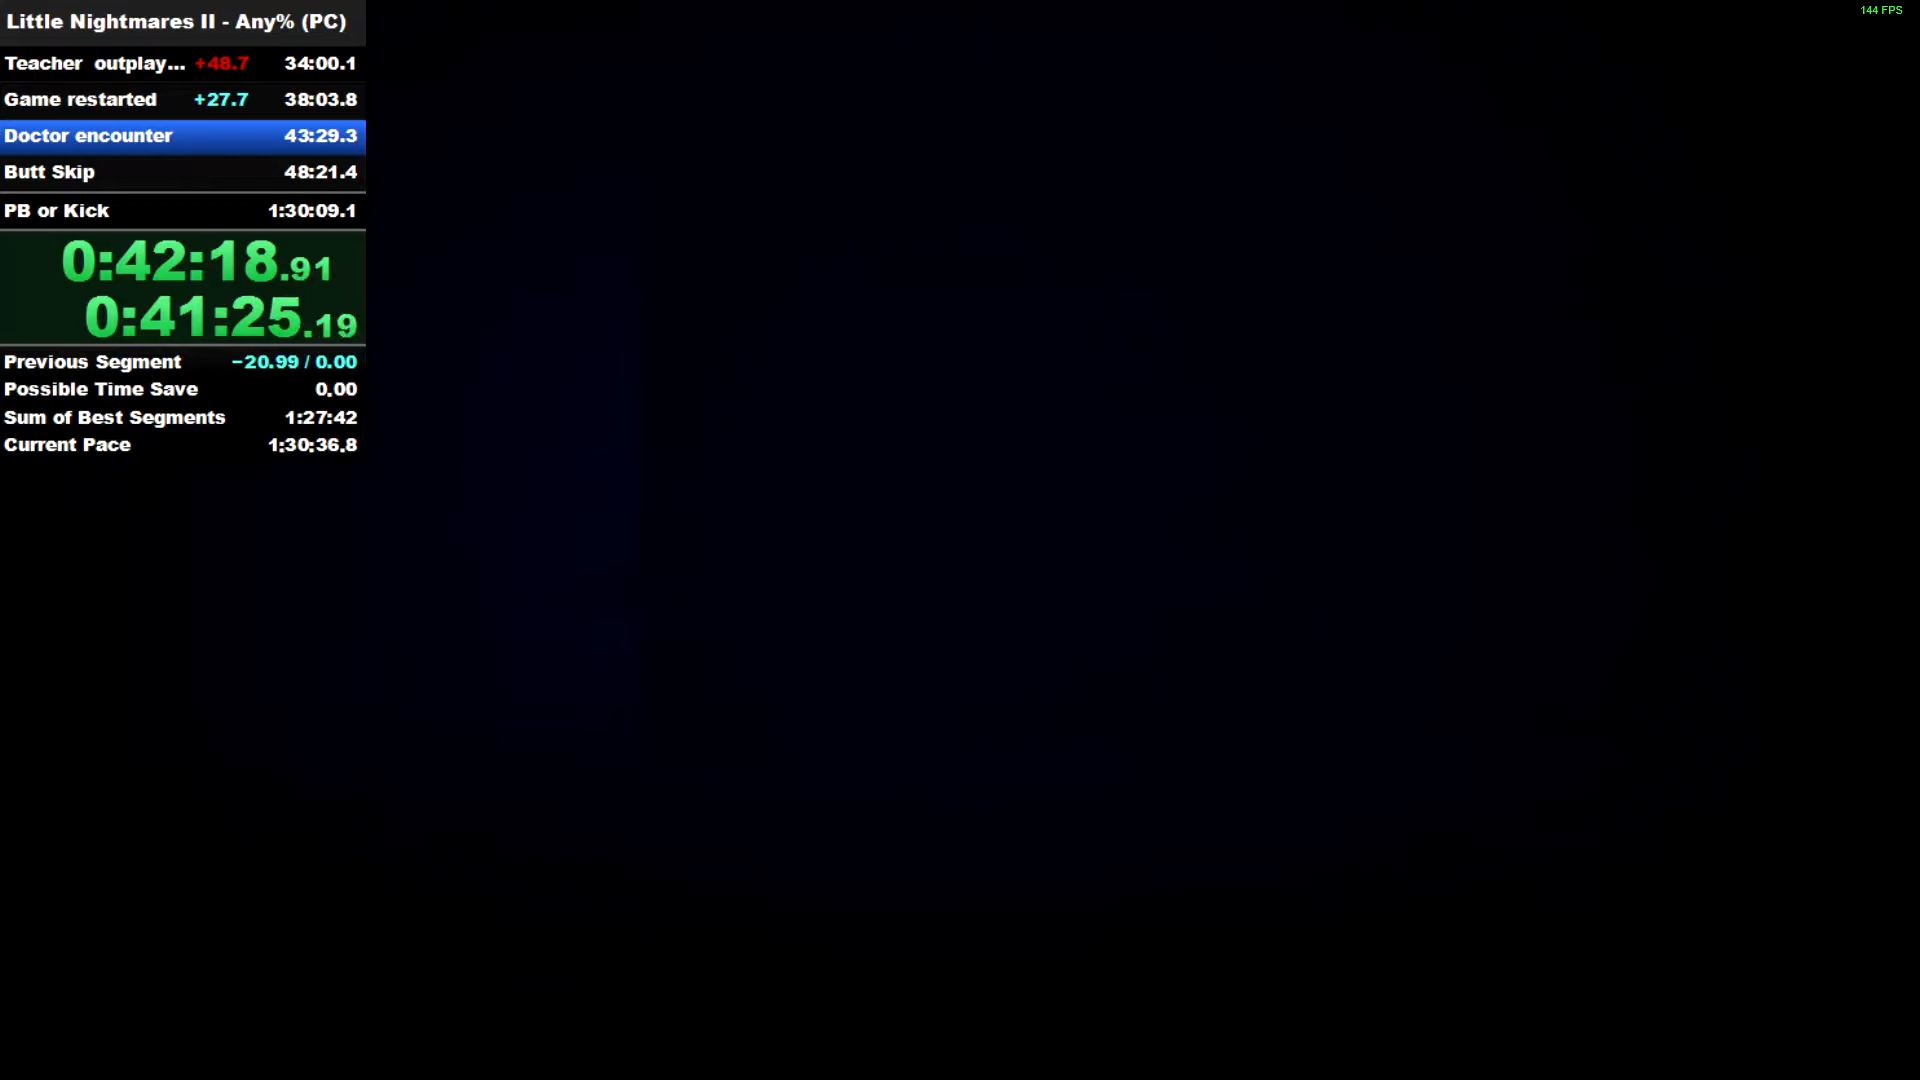 Little Nightmares II - Any% (PC)
144 FPS
Teacher outplay... +48.7 34:00.1
Game restarted +27.7 38:03.8
Doctor encounter 43:29.3
Butt Skip 48:21.4
PB or Kick 1:30:09.1
0:42:18.91
0:41:25.19
Previous Segment −20.99 / 0.00
Possible Time Save 0.00
Sum of Best Segments 1:27:42
Current Pace 1:30:36.8